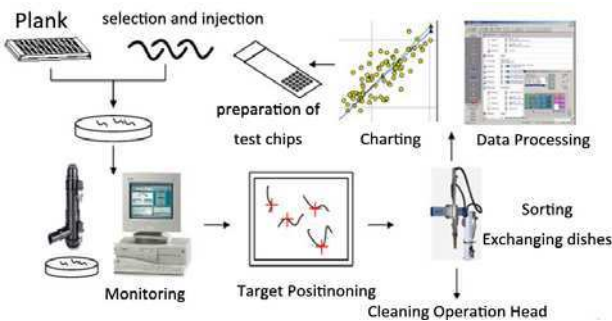 Plank
selection and injection
preparation of
test chips
Charting
Data Processing
Monitoring
Target Positinoning
Sorting
Exchanging dishes
Cleaning Operation Head